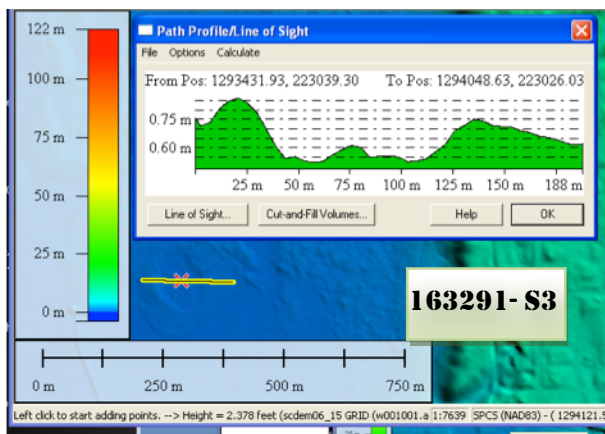 122 m
100 m
75 m
50 m
25 m
0 m
Path Profile/Line of Sight
File Options Calculate
From Pos: 1293431.93, 223039.30 To Pos: 1294048.63, 223026.03
0.75 m
0.60 m
25 m 50 m 75 m 100 m 125 m 150 m 188 m
Line of Sight... Cut-and-Fill Volumes... Help OK
163291- S3
0 m 250 m 500 m 750 m
Left click to start adding points. --> Height = 2.378 feet (scdem06_15 GRID (w001001.a 1:7639 SPCS (NAD83) - ( 1294121.5